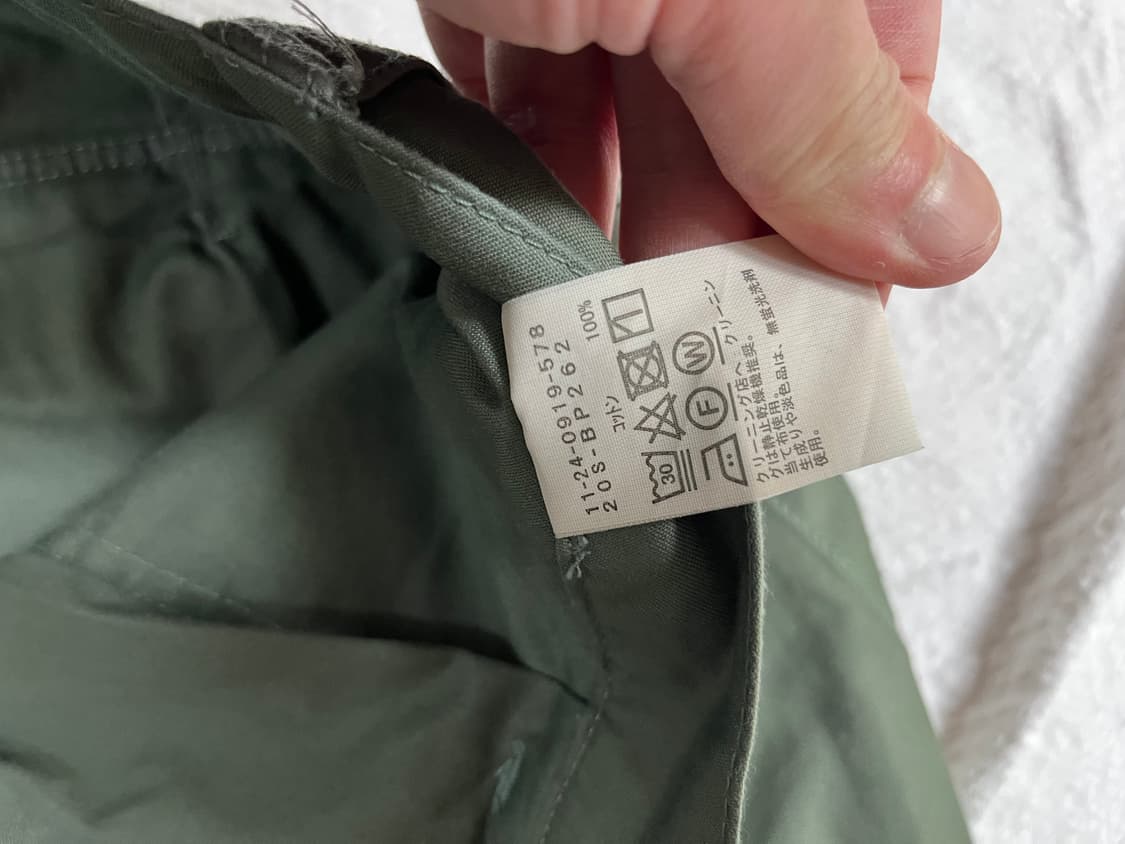 11-24-0919-578
20S-BP262
コットン 100%
30
F W
クリーニング店へ クリーニン
グは静止乾燥機推奨。
当て布使用。
生成りや淡色品は、無蛍光洗剤
使用。